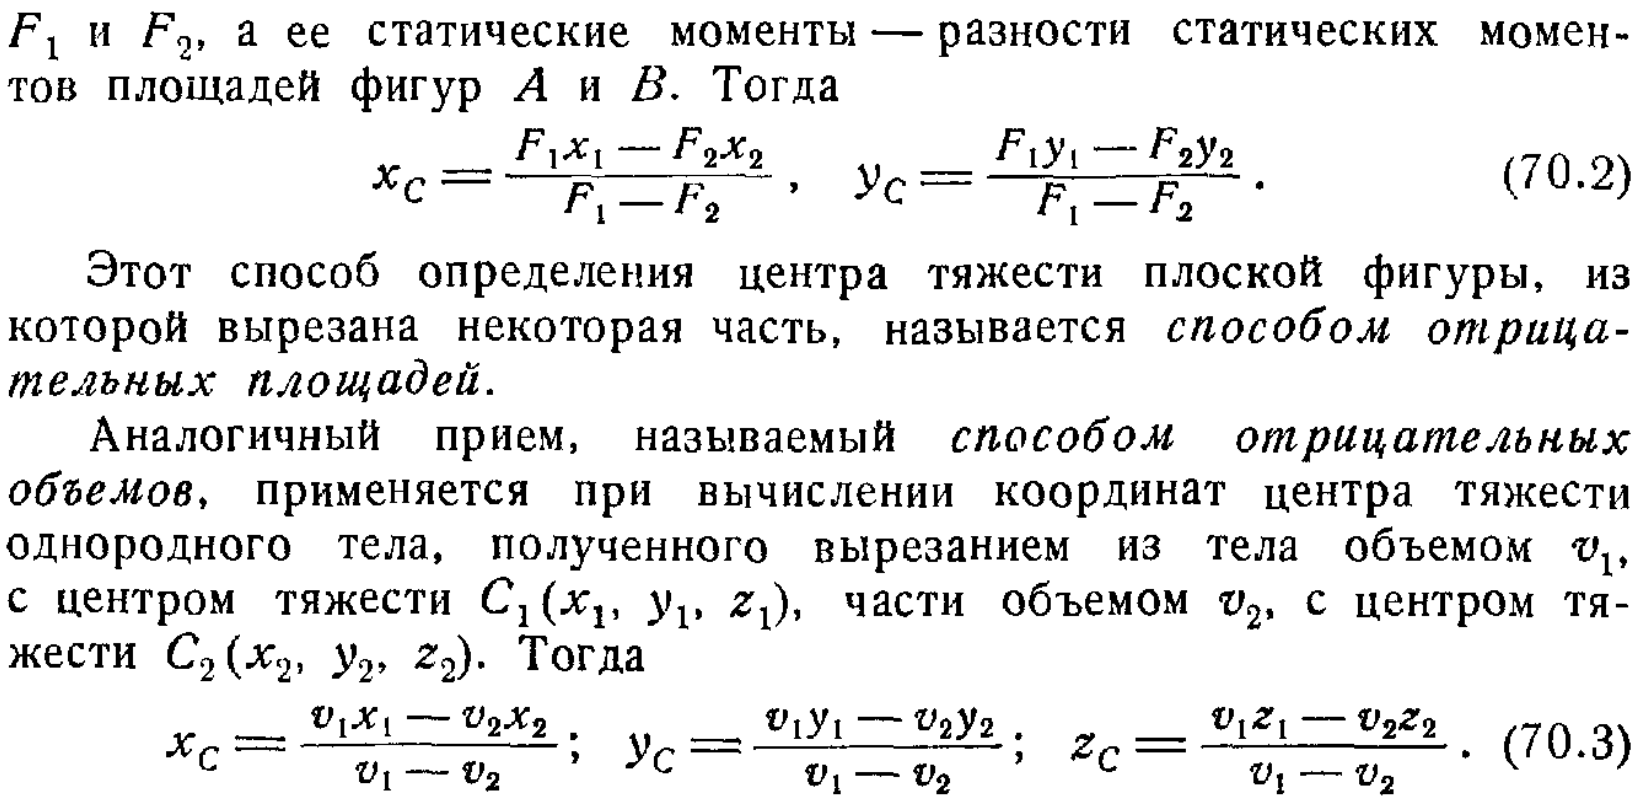 F₁ и F₂, а ее статические моменты — разности статических момен-
тов площадей фигур A и B. Тогда
x_C = (F₁x₁ — F₂x₂)/(F₁ — F₂), y_C = (F₁y₁ — F₂y₂)/(F₁ — F₂). (70.2)
Этот способ определения центра тяжести плоской фигуры, из
которой вырезана некоторая часть, называется способом отрица-
тельных площадей.
Аналогичный прием, называемый способом отрицательных
объемов, применяется при вычислении координат центра тяжести
однородного тела, полученного вырезанием из тела объемом v₁,
с центром тяжести C₁(x₁, y₁, z₁), части объемом v₂, с центром тя-
жести C₂(x₂, y₂, z₂). Тогда
x_C = (v₁x₁ — v₂x₂)/(v₁ — v₂); y_C = (v₁y₁ — v₂y₂)/(v₁ — v₂); z_C = (v₁z₁ — v₂z₂)/(v₁ — v₂). (70.3)